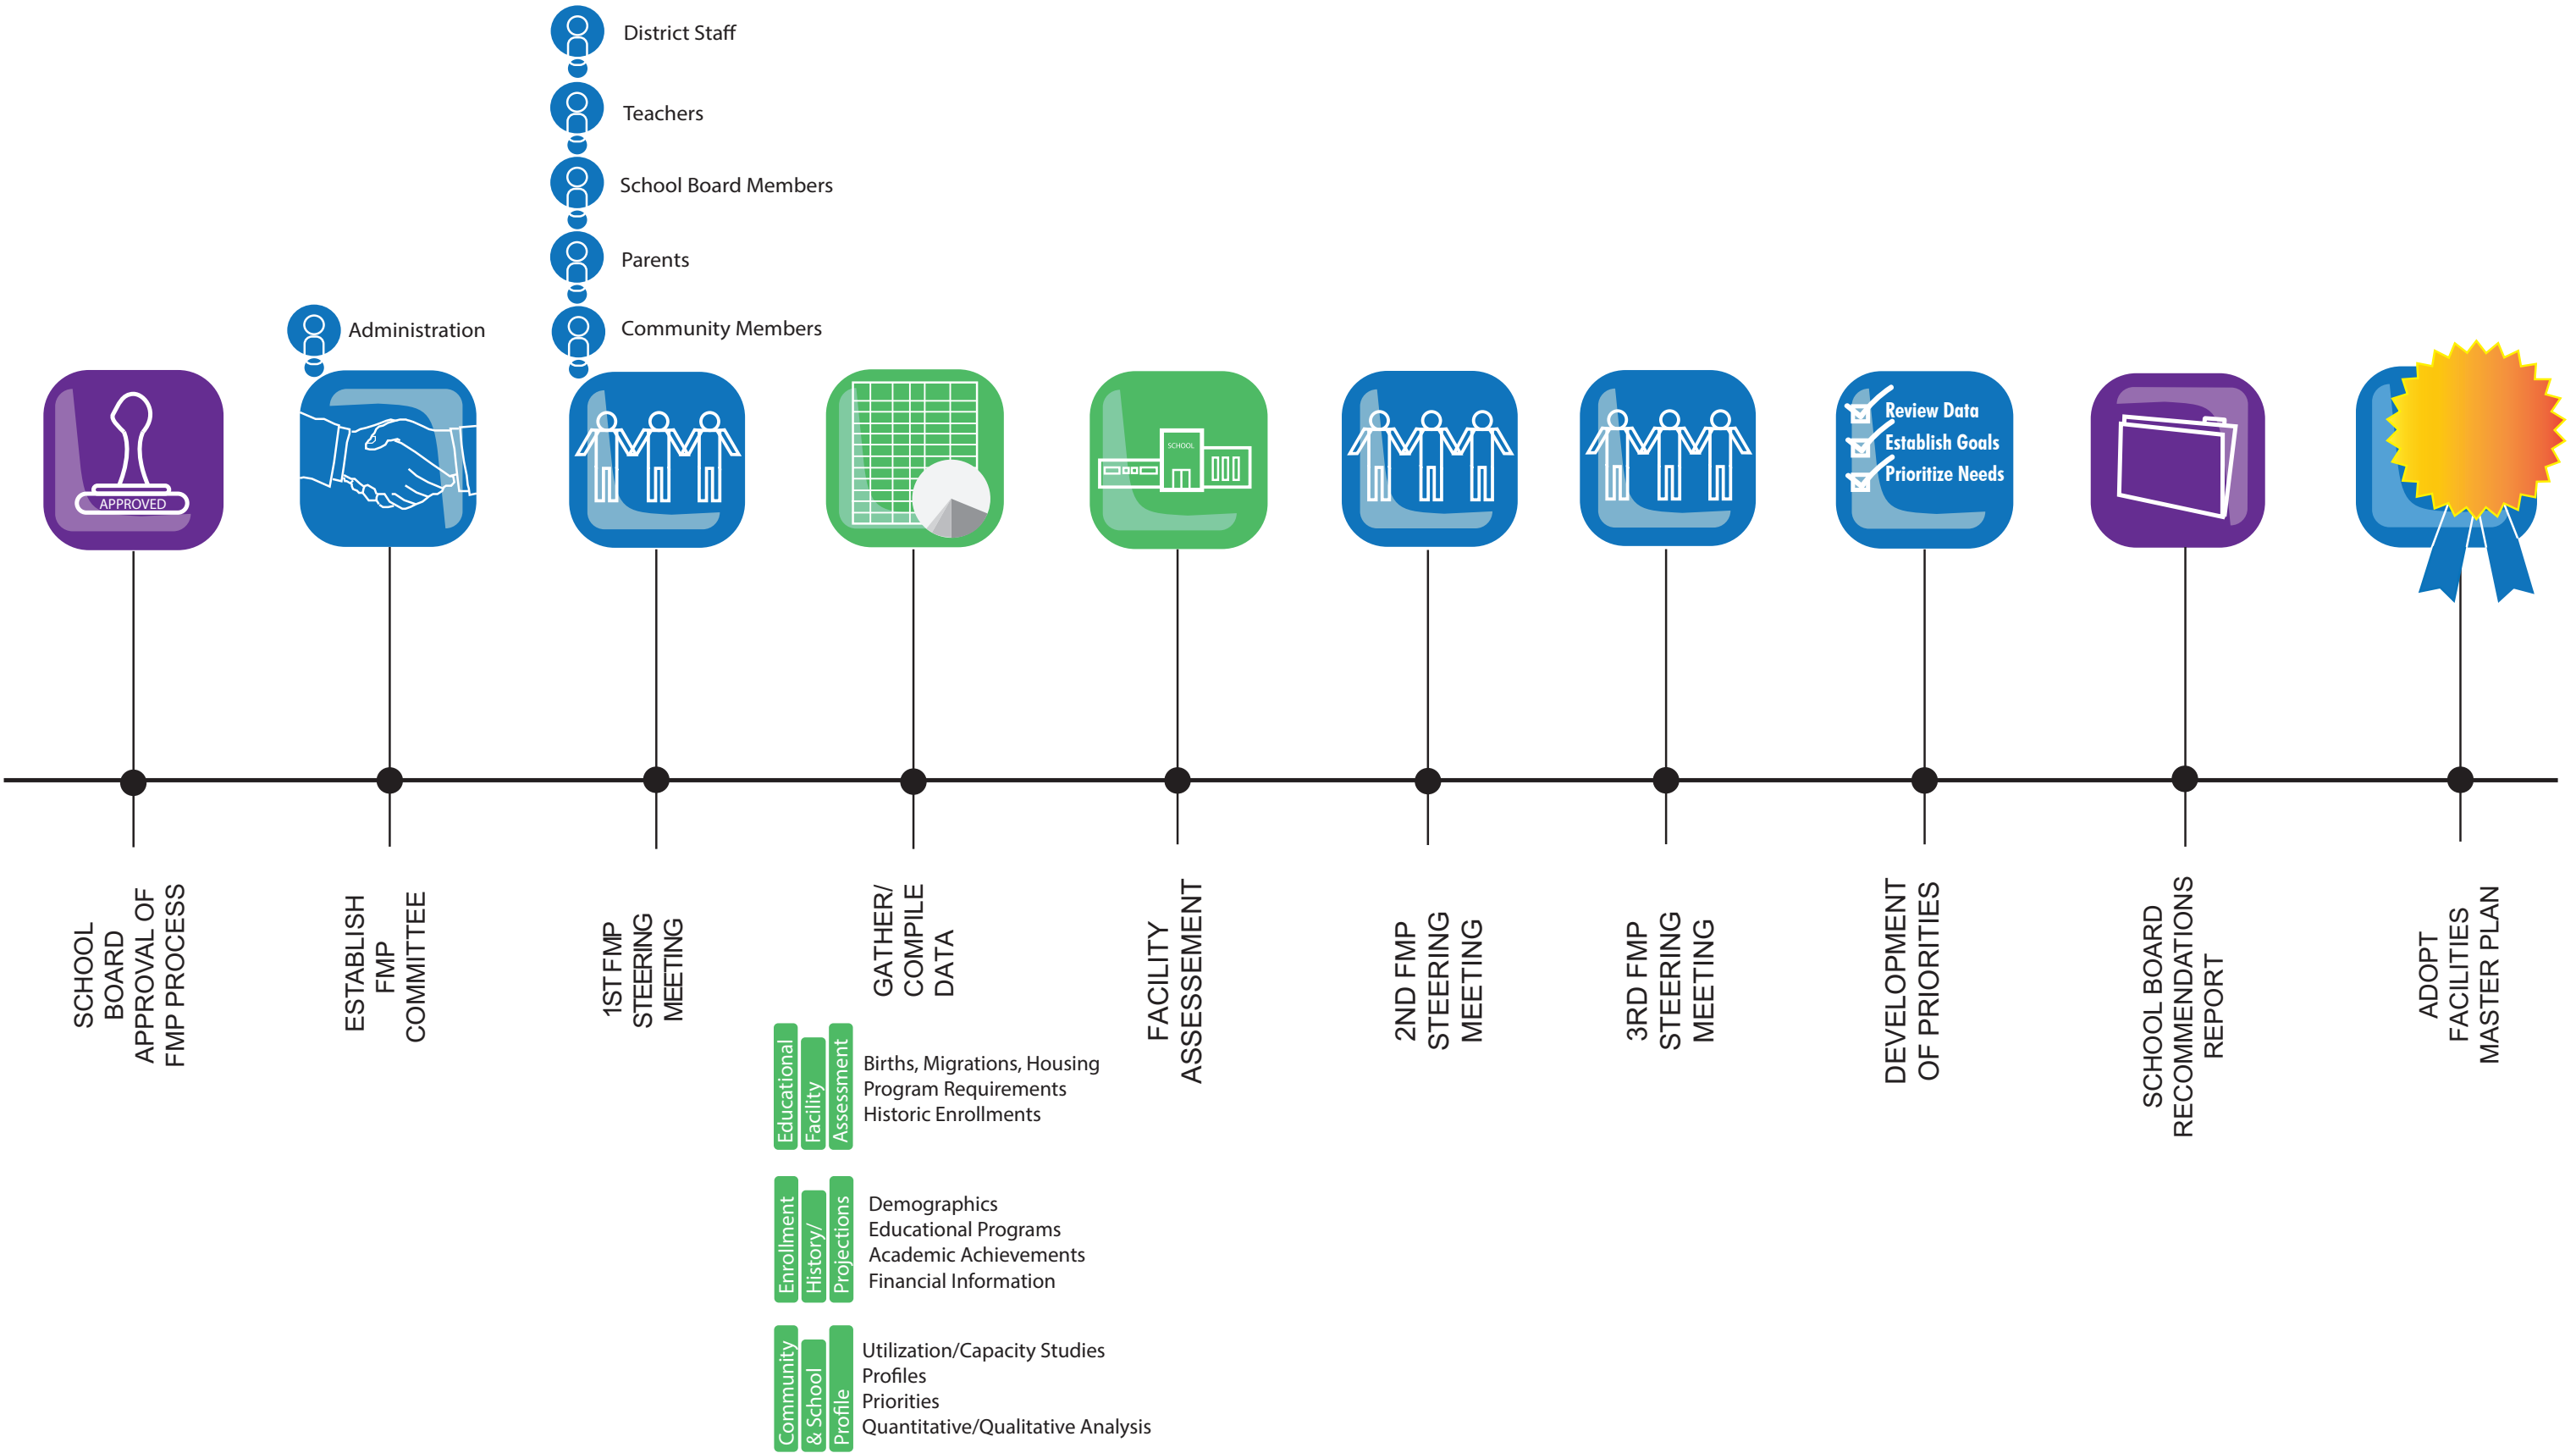 District Staff
Teachers
School Board Members
Parents
Community Members
Administration
APPROVED
SCHOOL
Review Data
Establish Goals
Prioritize Needs
SCHOOL
BOARD
APPROVAL OF
FMP PROCESS
ESTABLISH
FMP
COMMITTEE
1ST FMP
STEERING
MEETING
GATHER/
COMPILE
DATA
FACILITY
ASSESSEMENT
2ND FMP
STEERING
MEETING
3RD FMP
STEERING
MEETING
DEVELOPMENT
OF PRIORITIES
SCHOOL BOARD
RECOMMENDATIONS
REPORT
ADOPT
FACILITIES
MASTER PLAN
Educational
Facility
Assessment
Births, Migrations, Housing
Program Requirements
Historic Enrollments
Enrollment
History/
Projections
Demographics
Educational Programs
Academic Achievements
Financial Information
Community
& School
Profile
Utilization/Capacity Studies
Profiles
Priorities
Quantitative/Qualitative Analysis